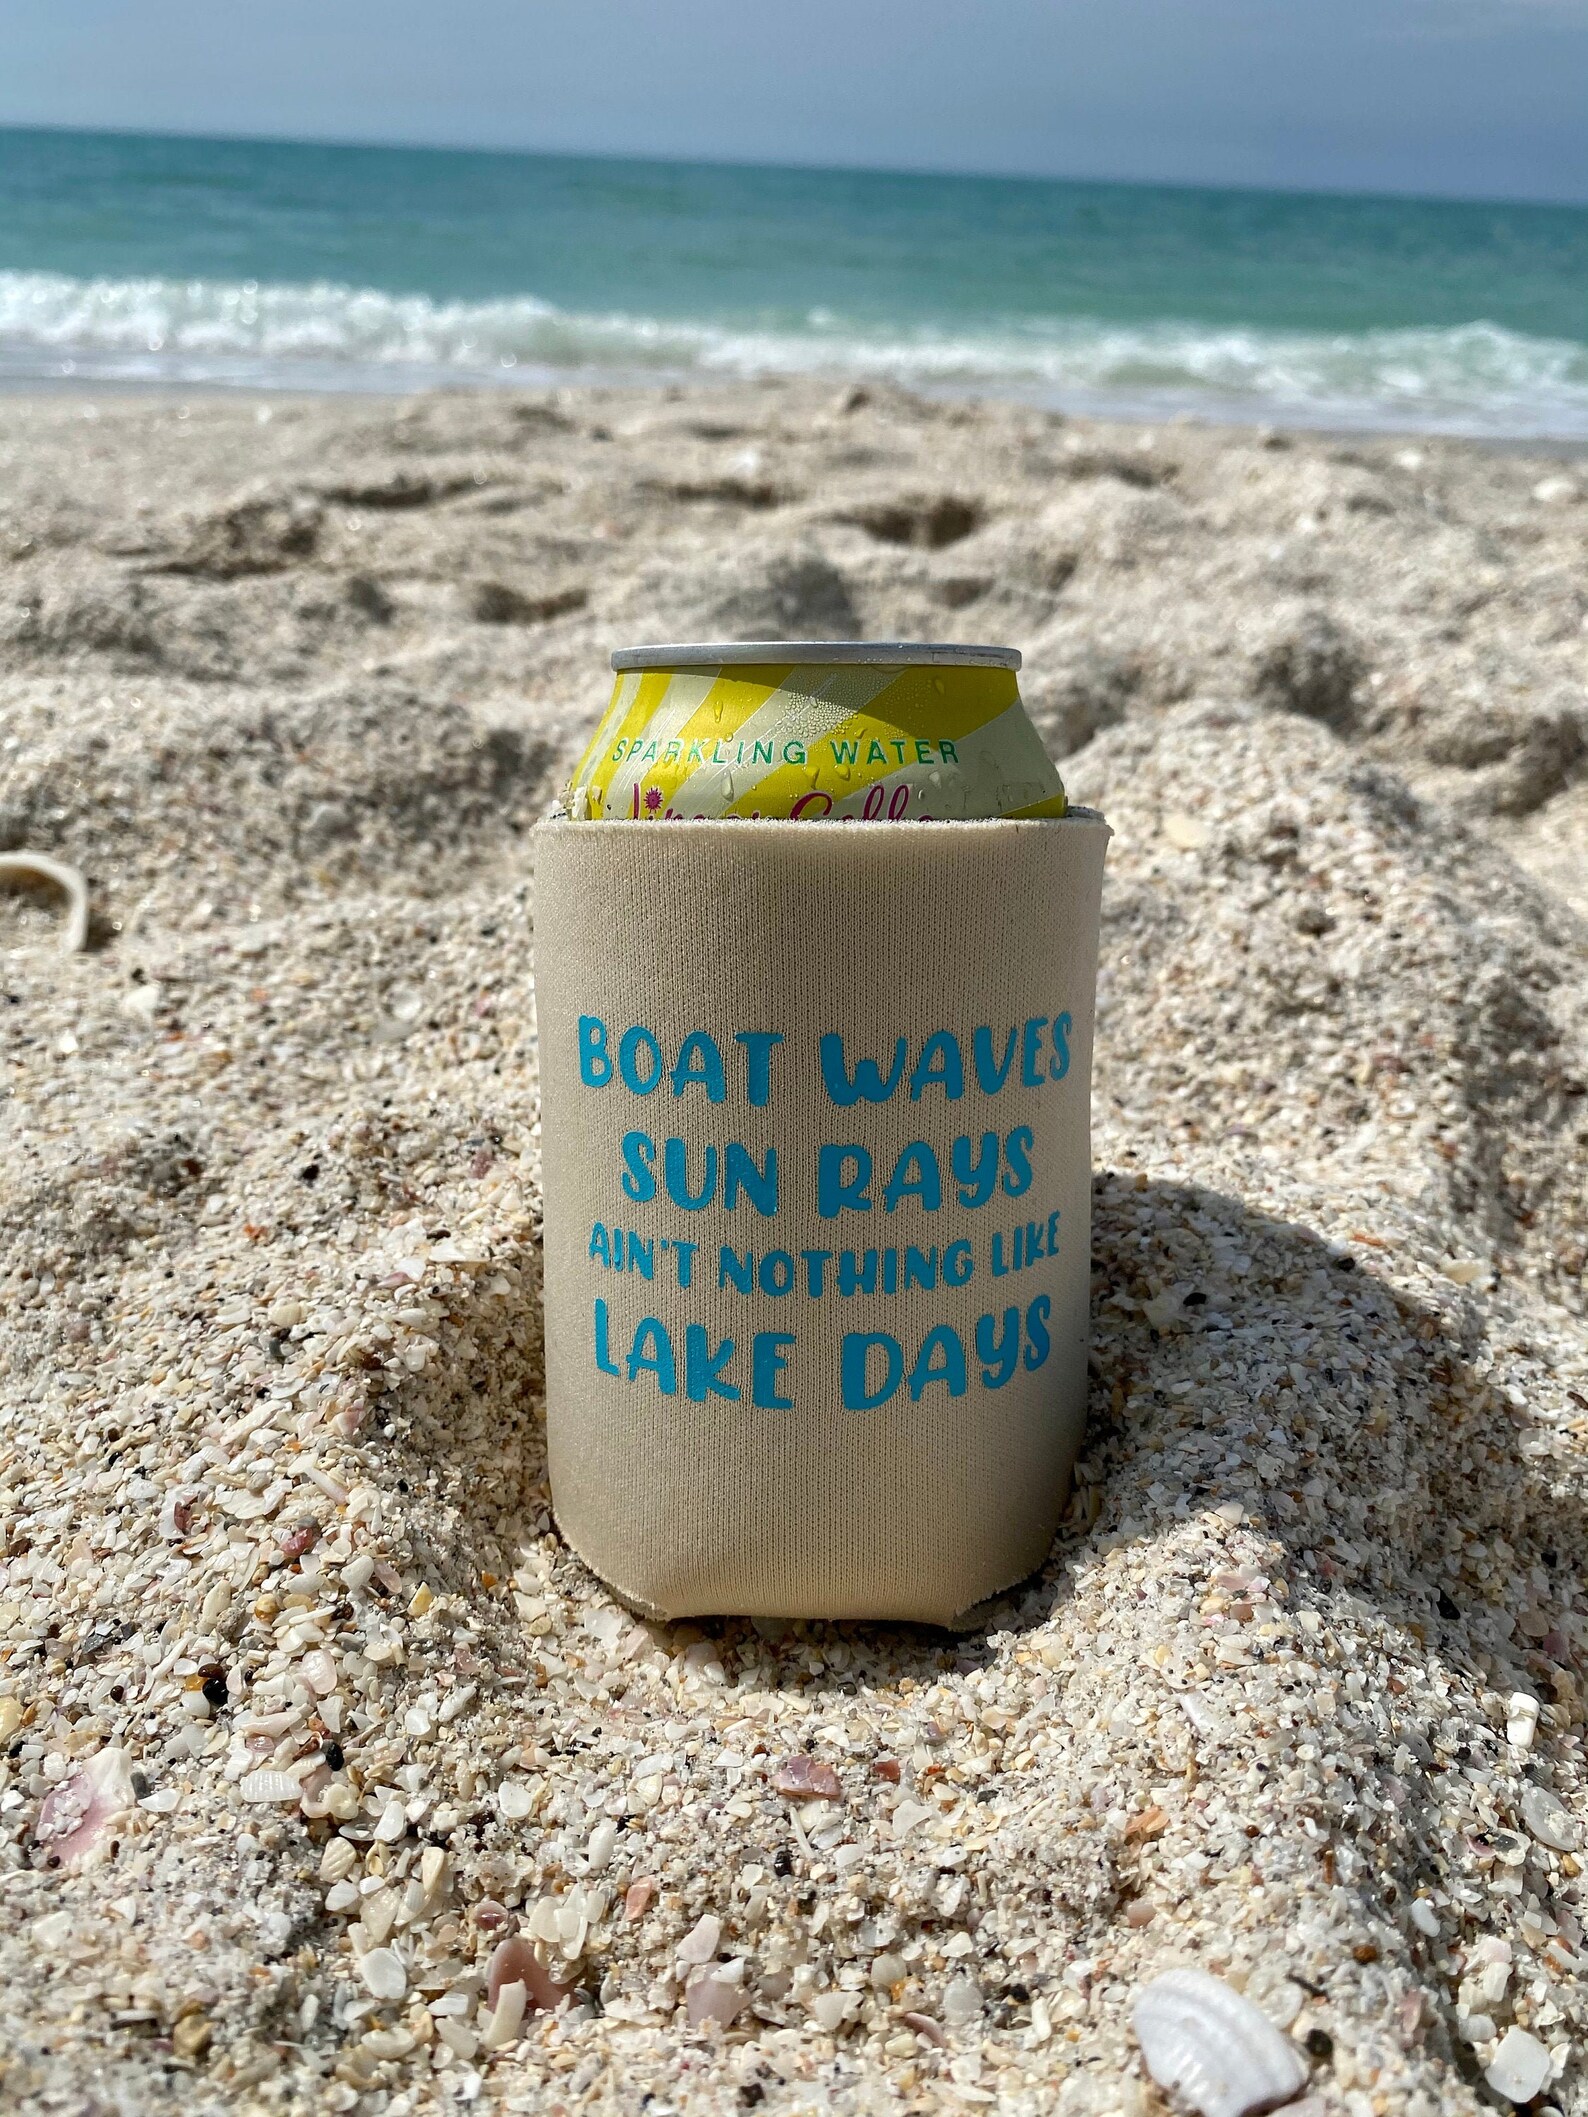 SPARKLING WATER
BOAT WAVES
SUN RAYS
AIN'T NOTHING LIKE
LAKE DAYS